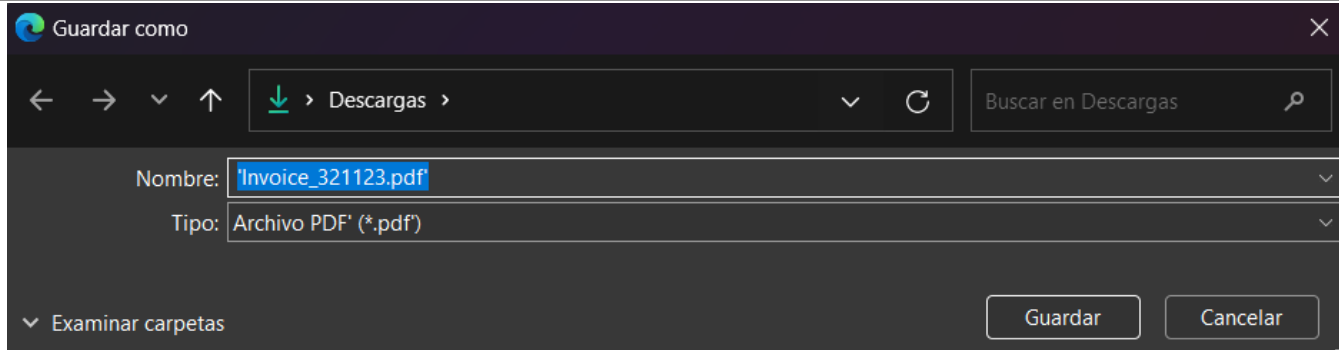 Guardar como
Descargas
Buscar en Descargas
Nombre: 'Invoice_321123.pdf'
Tipo: Archivo PDF' (*.pdf')
Examinar carpetas
Guardar
Cancelar